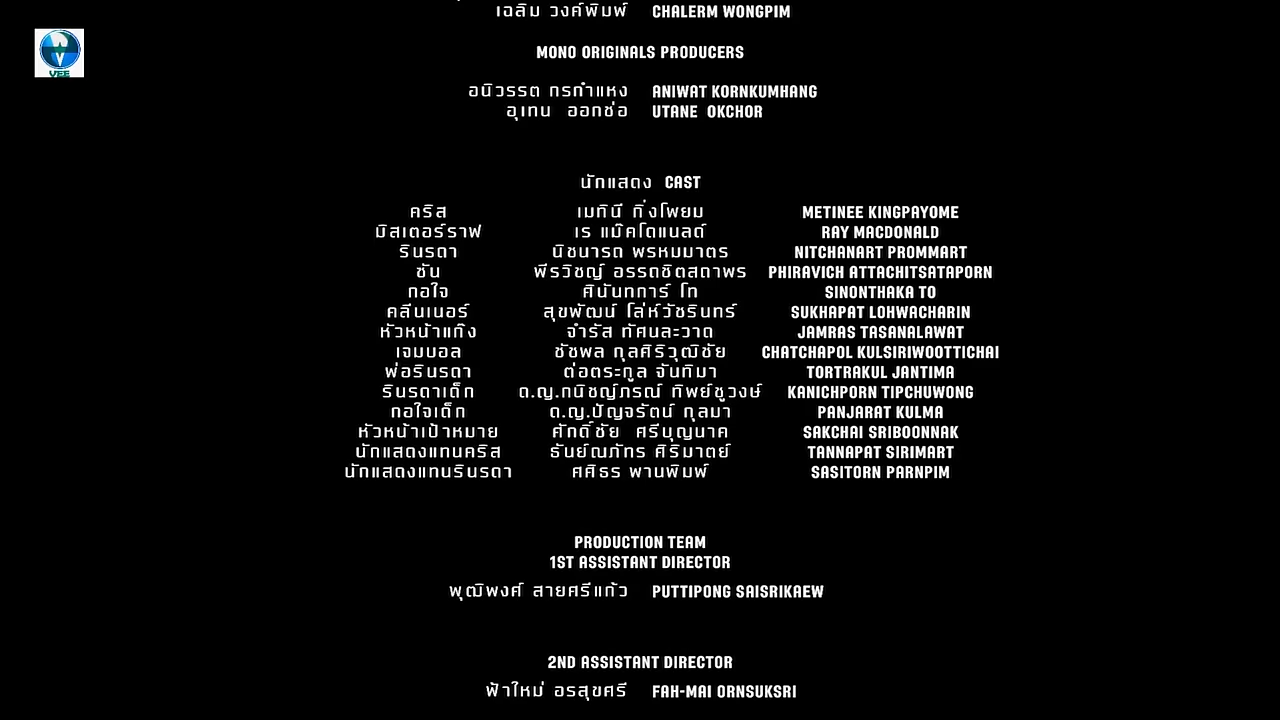 เฉลิม วงค์พิมพ์ CHALERM WONGPIM
VEE
MONO ORIGINALS PRODUCERS
อนิวรรต กรกำแหง ANIWAT KORNKUMHANG
อุเทน ออกช่อ UTANE OKCHOR
นักแสดง CAST
คริส เมทินี กิ่งโพยม METINEE KINGPAYOME
มิสเตอร์ราฟ เร แม๊คโดแนลด์ RAY MACDONALD
รินรดา นิชนารถ พรหมมาตร NITCHANART PROMMART
ซัน พีรวิชญ์ อรรถชิตสถาพร PHIRAVICH ATTACHITSATAPORN
กอใจ ศินันทการ์ โท SINONTHAKA TO
คลีนเนอร์ สุขพัฒน์ โล่ห์วัชรินทร์ SUKHAPAT LOHWACHARIN
หัวหน้าแก๊ง จำรัส ทัศนละวาด JAMRAS TASANALAWAT
เจมบอล ชัชพล กุลศิริวุฒิชัย CHATCHAPOL KULSIRIWOOTTICHAI
พ่อรินรดา ต่อตระกูล จันทิมา TORTRAKUL JANTIMA
รินรดาเด็ก ด.ญ.กนิชญ์ภรณ์ ทิพย์ชูวงษ์ KANICHPORN TIPCHUWONG
กอใจเด็ก ด.ญ.ปัญจรัตน์ กุลมา PANJARAT KULMA
หัวหน้าเป้าหมาย ศักดิ์ชัย ศรีบุญนาค SAKCHAI SRIBOONNAK
นักแสดงแทนคริส ธันย์ณภัทร ศิริมาตย์ TANNAPAT SIRIMART
นักแสดงแทนรินรดา ศศิธร พานพิมพ์ SASITORN PARNPIM
PRODUCTION TEAM
1ST ASSISTANT DIRECTOR
พุฒิพงศ์ สายศรีแก้ว PUTTIPONG SAISRIKAEW
2ND ASSISTANT DIRECTOR
ฟ้าใหม่ อรสุขศรี FAH-MAI ORNSUKSRI